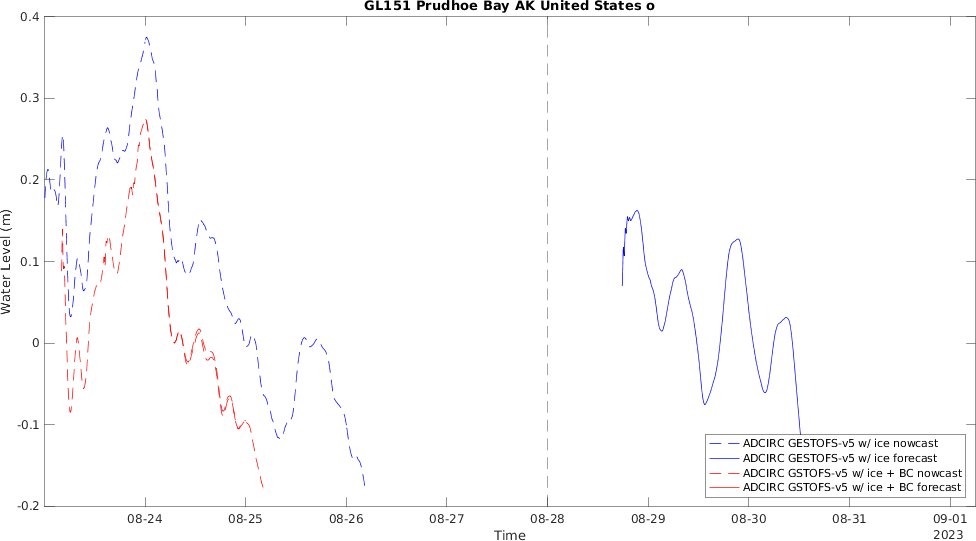 GL151 Prudhoe Bay AK United States o
0.4
0.3
0.2
0.1
0
-0.1
-0.2
Water Level (m)
08-24
08-25
08-26
08-27
08-28
08-29
08-30
08-31
09-01
2023
Time
ADCIRC GESTOFS-v5 w/ ice nowcast
ADCIRC GESTOFS-v5 w/ ice forecast
ADCIRC GSTOFS-v5 w/ ice + BC nowcast
ADCIRC GSTOFS-v5 w/ ice + BC forecast